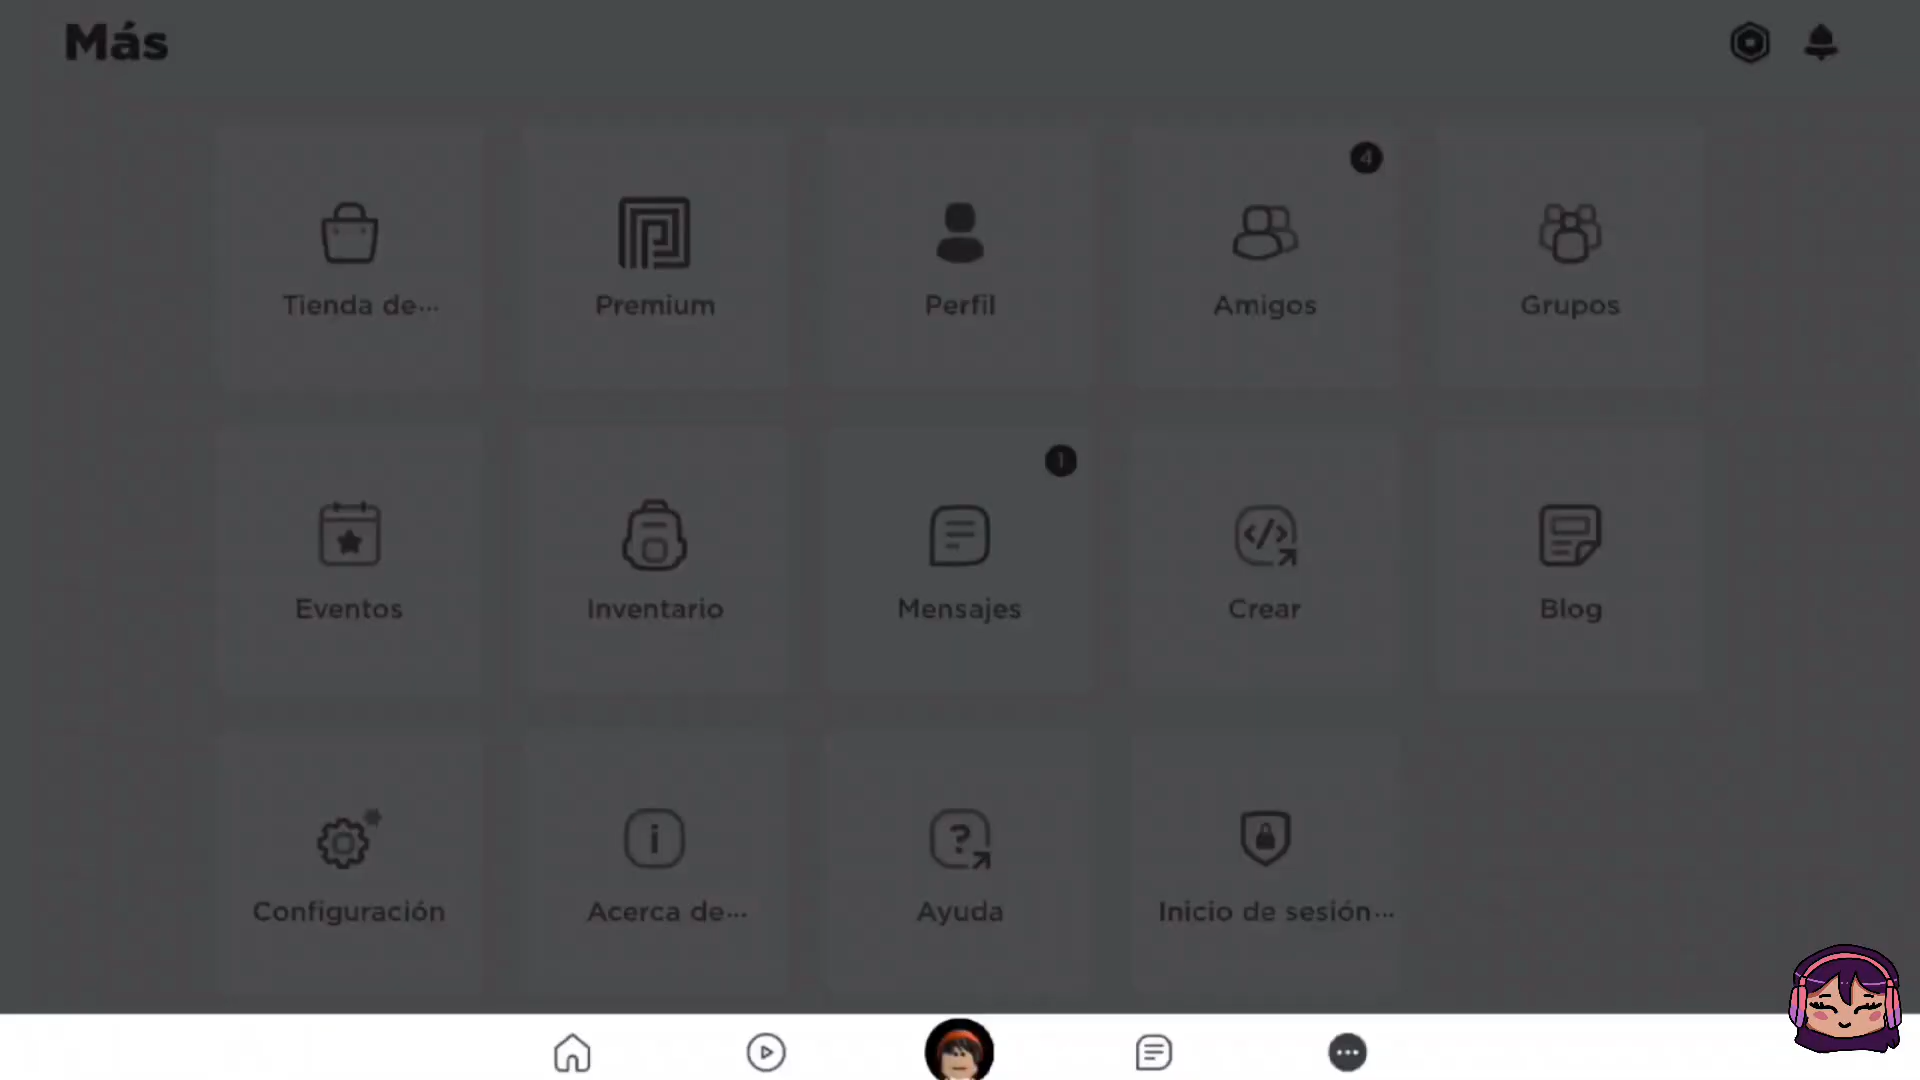 Más
4
Tienda de...
Premium
Perfil
Amigos
Grupos
1
Eventos
Inventario
Mensajes
Crear
Blog
Configuración
Acerca de...
Ayuda
Inicio de sesión...